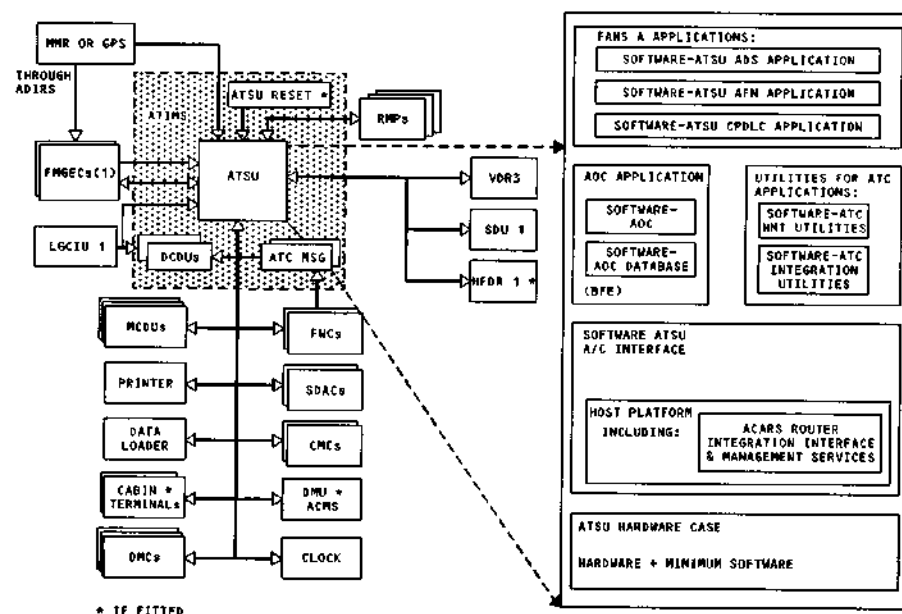 MMR OR GPS
THROUGH
ADIRS
ATIMS
ATSU RESET *
RMPs
FMGECs(1)
ATSU
LGCIU 1
DCDUs
ATC MSG
VDR3
SDU 1
HFDR 1 *
MCDUs
FWCs
PRINTER
SDACs
DATA
LOADER
CMCs
CABIN *
TERMINALs
DMU *
ACMS
DMCs
CLOCK
* IF FITTED
FANS A APPLICATIONS:
SOFTWARE-ATSU ADS APPLICATION
SOFTWARE-ATSU AFN APPLICATION
SOFTWARE-ATSU CPDLC APPLICATION
AOC APPLICATION
SOFTWARE-
AOC
SOFTWARE-
AOC DATABASE
(BFE)
UTILITIES FOR ATC
APPLICATIONS:
SOFTWARE-ATC
HMI UTILITIES
SOFTWARE-ATC
INTEGRATION
UTILITIES
SOFTWARE ATSU
A/C INTERFACE
HOST PLATFORM
INCLUDING:
ACARS ROUTER
INTEGRATION INTERFACE
& MANAGEMENT SERVICES
ATSU HARDWARE CASE
HARDWARE + MINIMUM SOFTWARE